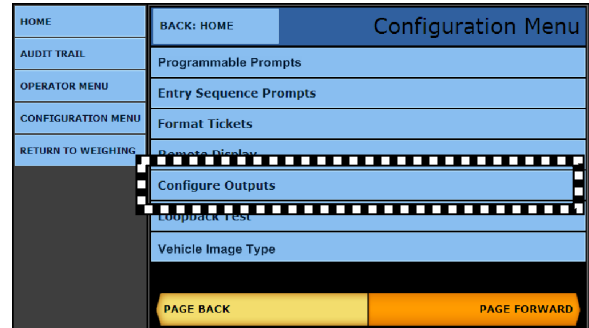 HOME
AUDIT TRAIL
OPERATOR MENU
CONFIGURATION MENU
RETURN TO WEIGHING
BACK: HOME
Configuration Menu
Programmable Prompts
Entry Sequence Prompts
Format Tickets
Remote Display
Configure Outputs
Loopback Test
Vehicle Image Type
PAGE BACK
PAGE FORWARD